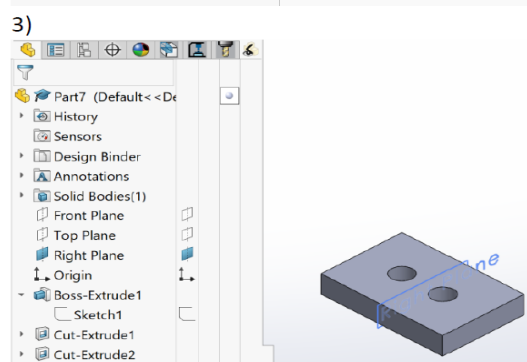 3)
Part7 (Default<<De
History
Sensors
Design Binder
Annotations
Solid Bodies(1)
Front Plane
Top Plane
Right Plane
Origin
Boss-Extrude1
Sketch1
Cut-Extrude1
Cut-Extrude2
ne